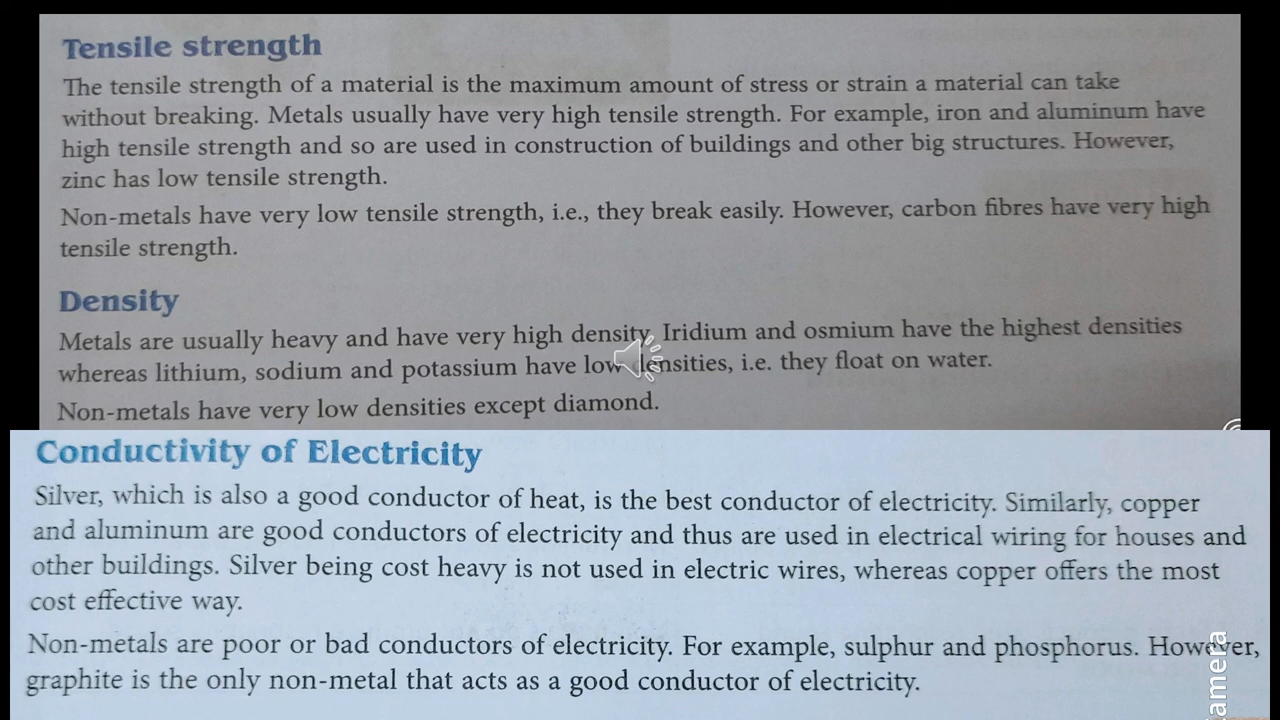 Tensile strength
The tensile strength of a material is the maximum amount of stress or strain a material can take
without breaking. Metals usually have very high tensile strength. For example, iron and aluminum have
high tensile strength and so are used in construction of buildings and other big structures. However,
zinc has low tensile strength.
Non-metals have very low tensile strength, i.e., they break easily. However, carbon fibres have very high
tensile strength.
Density
Metals are usually heavy and have very high density. Iridium and osmium have the highest densities
whereas lithium, sodium and potassium have low densities, i.e. they float on water.
Non-metals have very low densities except diamond.
Conductivity of Electricity
Silver, which is also a good conductor of heat, is the best conductor of electricity. Similarly, copper
and aluminum are good conductors of electricity and thus are used in electrical wiring for houses and
other buildings. Silver being cost heavy is not used in electric wires, whereas copper offers the most
cost effective way.
Non-metals are poor or bad conductors of electricity. For example, sulphur and phosphorus. However,
graphite is the only non-metal that acts as a good conductor of electricity.